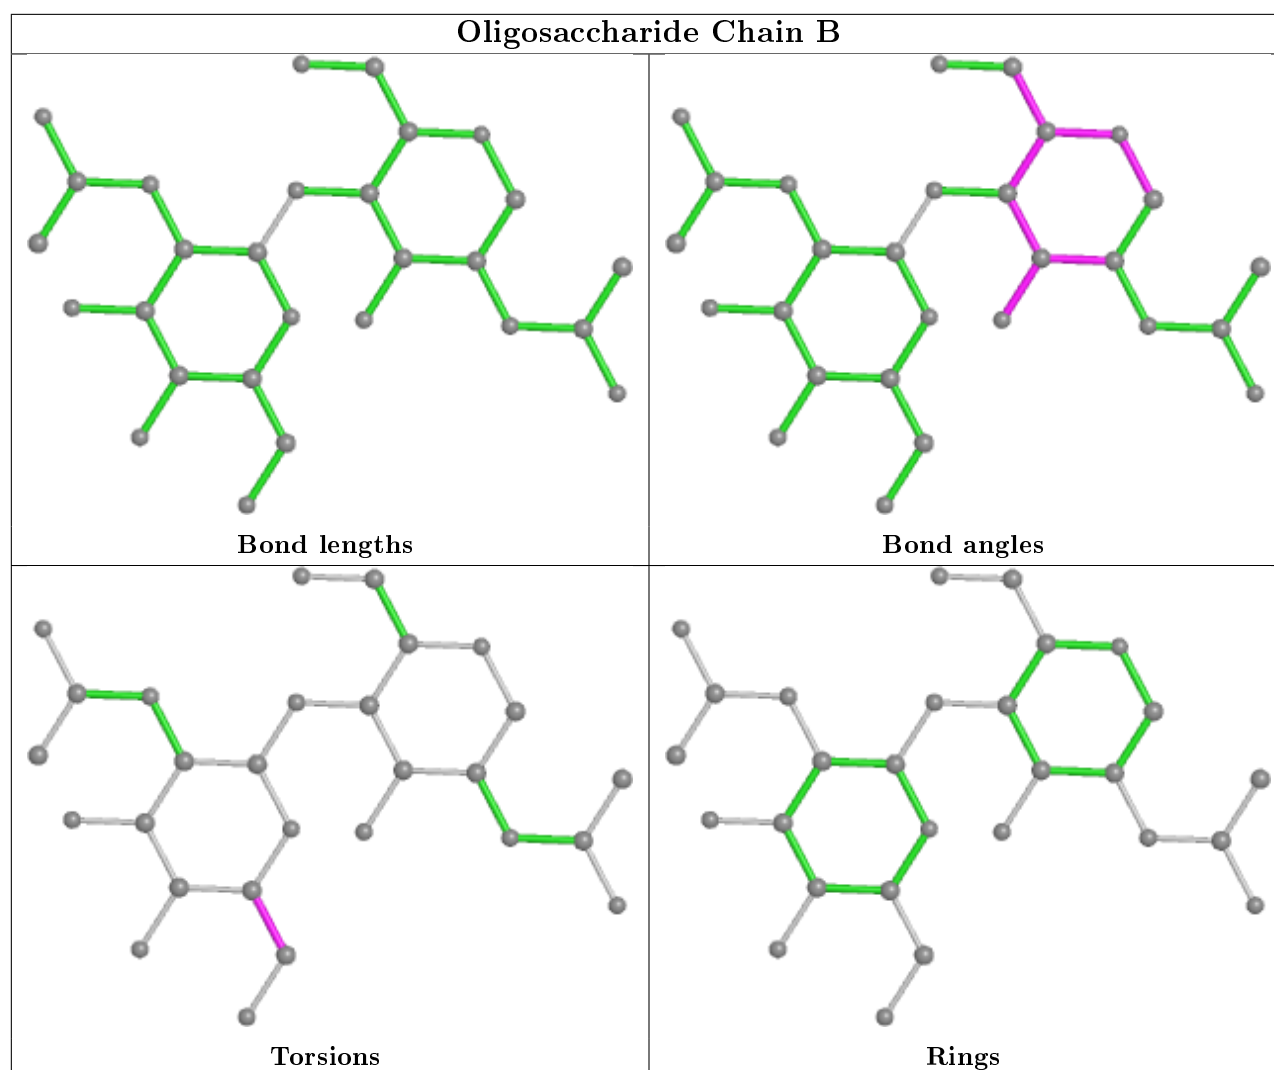 Oligosaccharide Chain B
Bond lengths
Bond angles
Torsions
Rings